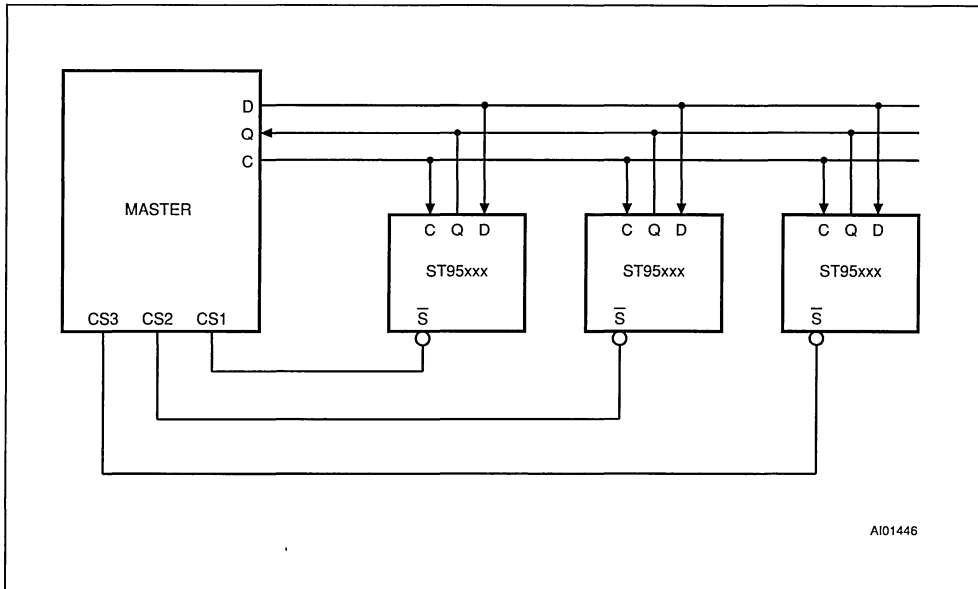 D
Q
C
MASTER
C Q D
C Q D
C Q D
ST95xxx
ST95xxx
ST95xxx
CS3 CS2 CS1
S̅
S̅
S̅
AI01446